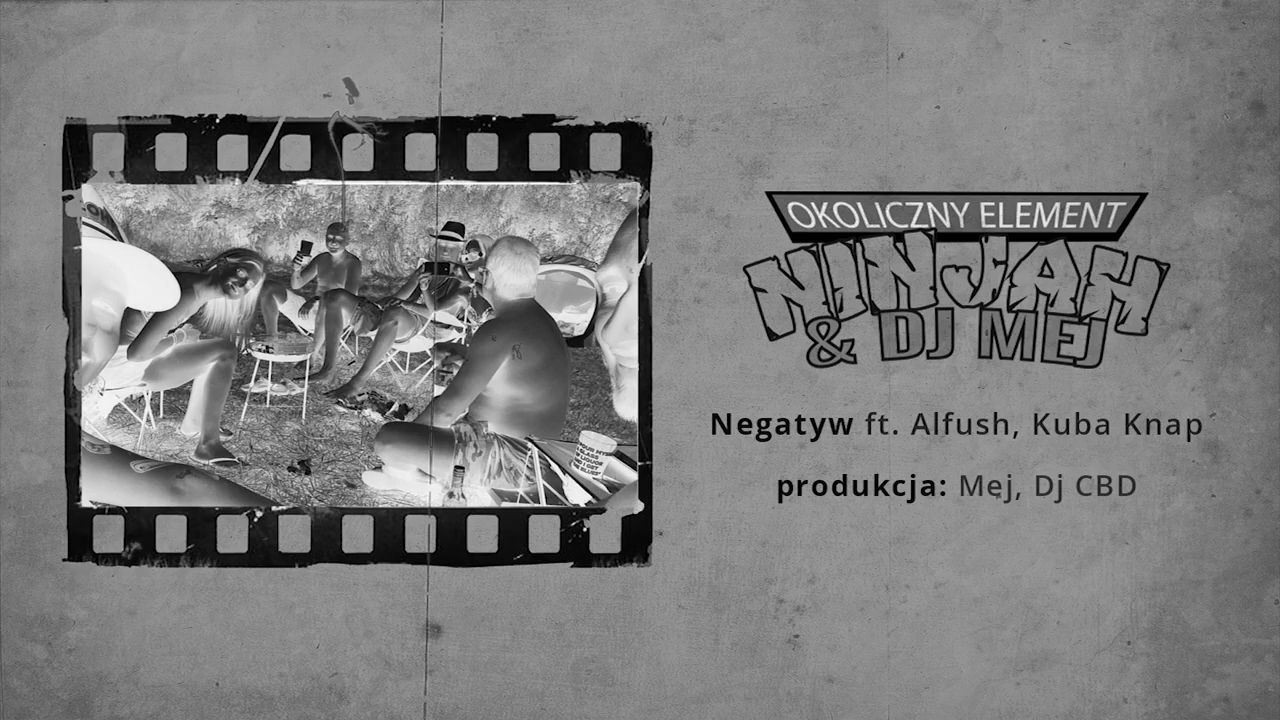 OKOLICZNY ELEMENT
NINJAH
& DJ MEJ
Negatyw ft. Alfush, Kuba Knap
produkcja: Mej, Dj CBD